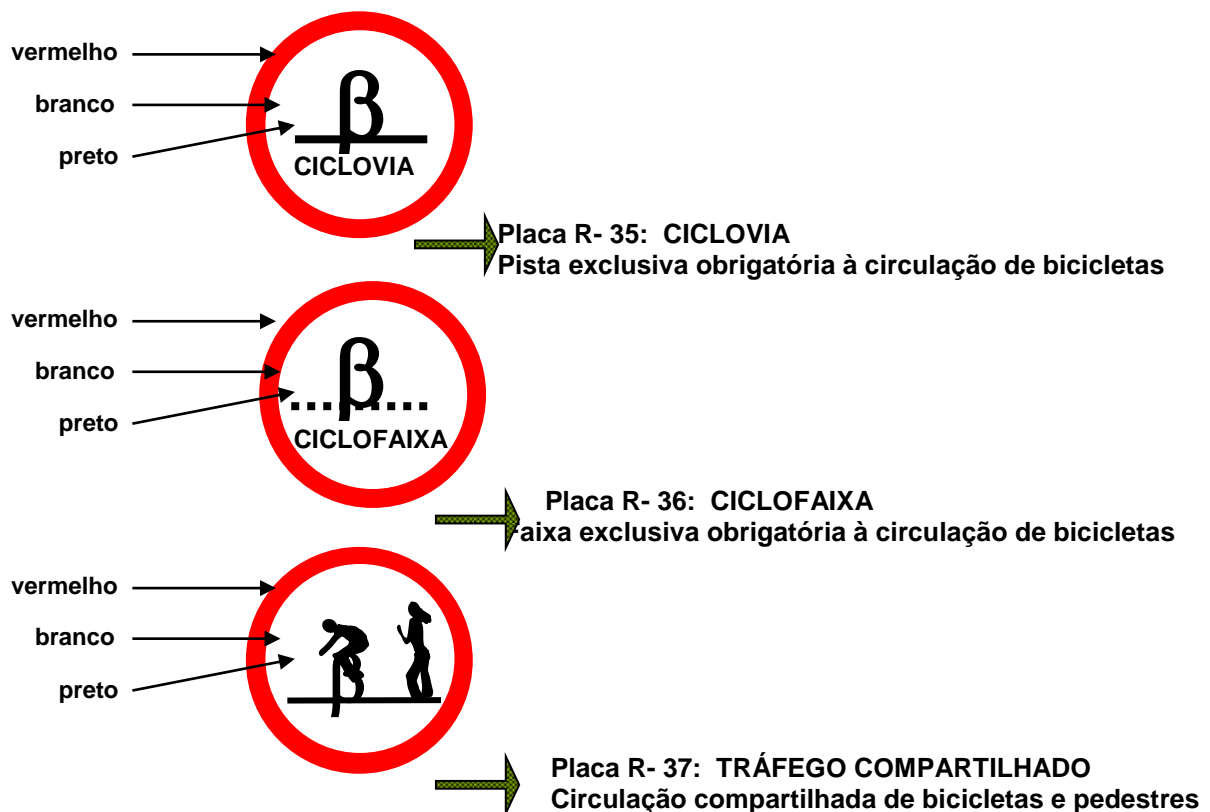 vermelho
branco
preto
β
CICLOVIA
Placa R- 35: CICLOVIA
Pista exclusiva obrigatória à circulação de bicicletas
vermelho
branco
preto
β
CICLOFAIXA
Placa R- 36: CICLOFAIXA
Faixa exclusiva obrigatória à circulação de bicicletas
vermelho
branco
preto
β
Placa R- 37: TRÁFEGO COMPARTILHADO
Circulação compartilhada de bicicletas e pedestres